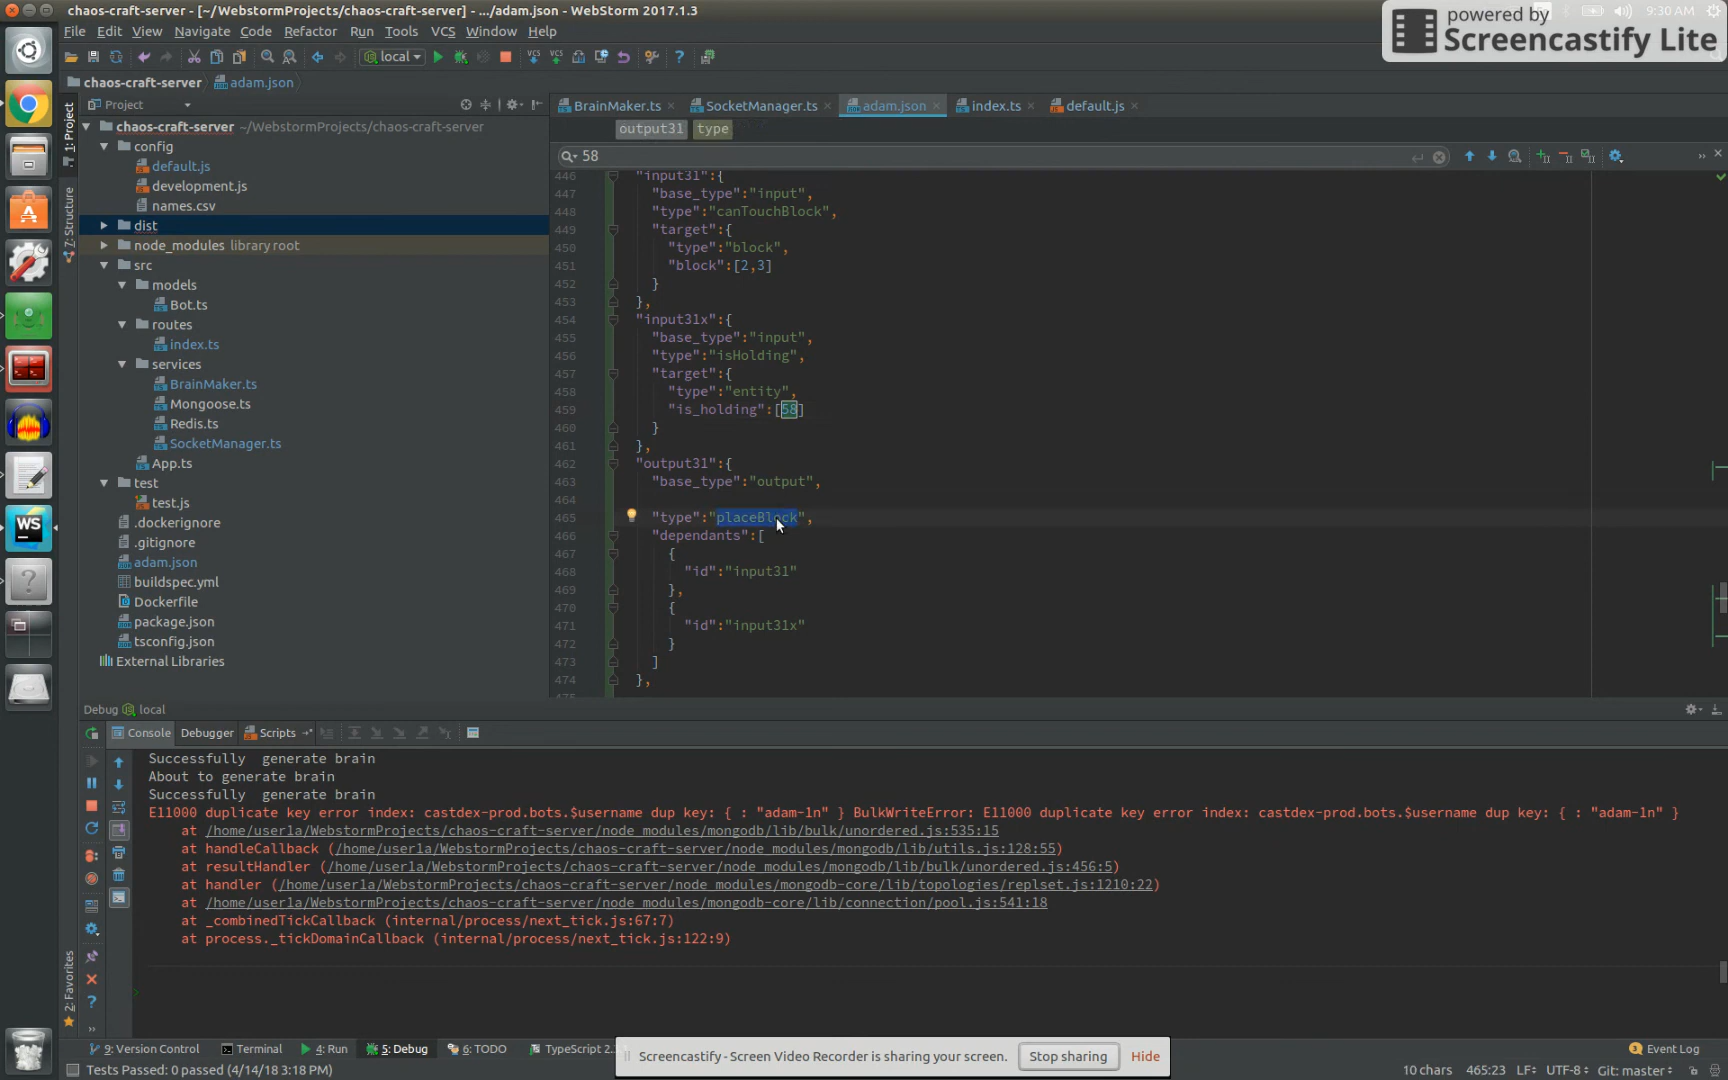 chaos-craft-server - [~/WebstormProjects/chaos-craft-server] - .../adam.json - WebStorm 2017.1.3
9:30 AM
powered by
Screencastify Lite
File Edit View Navigate Code Refactor Run Tools VCS Window Help
local
chaos-craft-server adam.json
Project
BrainMaker.ts SocketManager.ts adam.json index.ts default.js
1: Project
7: Structure
2: Favorites
chaos-craft-server ~/WebstormProjects/chaos-craft-server
config
default.js
development.js
names.csv
dist
node_modules library root
src
models
Bot.ts
routes
index.ts
services
BrainMaker.ts
Mongoose.ts
Redis.ts
SocketManager.ts
App.ts
test
test.js
.dockerignore
.gitignore
adam.json
buildspec.yml
Dockerfile
package.json
tsconfig.json
External Libraries
output31 type
58
446 "input31":{
447 "base_type":"input",
448 "type":"canTouchBlock",
449 "target":{
450 "type":"block",
451 "block":[2,3]
452 }
453 },
454 "input31x":{
455 "base_type":"input",
456 "type":"isHolding",
457 "target":{
458 "type":"entity",
459 "is_holding":[58]
460 }
461 },
462 "output31":{
463 "base_type":"output",
464
465 "type":"placeBlock",
466 "dependants":[
467 {
468 "id":"input31"
469 },
470 {
471 "id":"input31x"
472 }
473 ]
474 },
Debug local
Console Debugger Scripts
Successfully  generate brain
About to generate brain
Successfully  generate brain
E11000 duplicate key error index: castdex-prod.bots.$username dup key: { : "adam-1n" } BulkWriteError: E11000 duplicate key error index: castdex-prod.bots.$username dup key: { : "adam-1n" }
at /home/user1a/WebstormProjects/chaos-craft-server/node_modules/mongodb/lib/bulk/unordered.js:535:15
at handleCallback (/home/user1a/WebstormProjects/chaos-craft-server/node_modules/mongodb/lib/utils.js:128:55)
at resultHandler (/home/user1a/WebstormProjects/chaos-craft-server/node_modules/mongodb/lib/bulk/unordered.js:456:5)
at handler (/home/user1a/WebstormProjects/chaos-craft-server/node_modules/mongodb-core/lib/topologies/replset.js:1210:22)
at /home/user1a/WebstormProjects/chaos-craft-server/node_modules/mongodb-core/lib/connection/pool.js:541:18
at _combinedTickCallback (internal/process/next_tick.js:67:7)
at process._tickDomainCallback (internal/process/next_tick.js:122:9)
9: Version Control Terminal 4: Run 5: Debug 6: TODO TypeScript 2.
Screencastify - Screen Video Recorder is sharing your screen. Stop sharing Hide
Event Log
Tests Passed: 0 passed (4/14/18 3:18 PM)
10 chars 465:23 LF UTF-8 Git: master